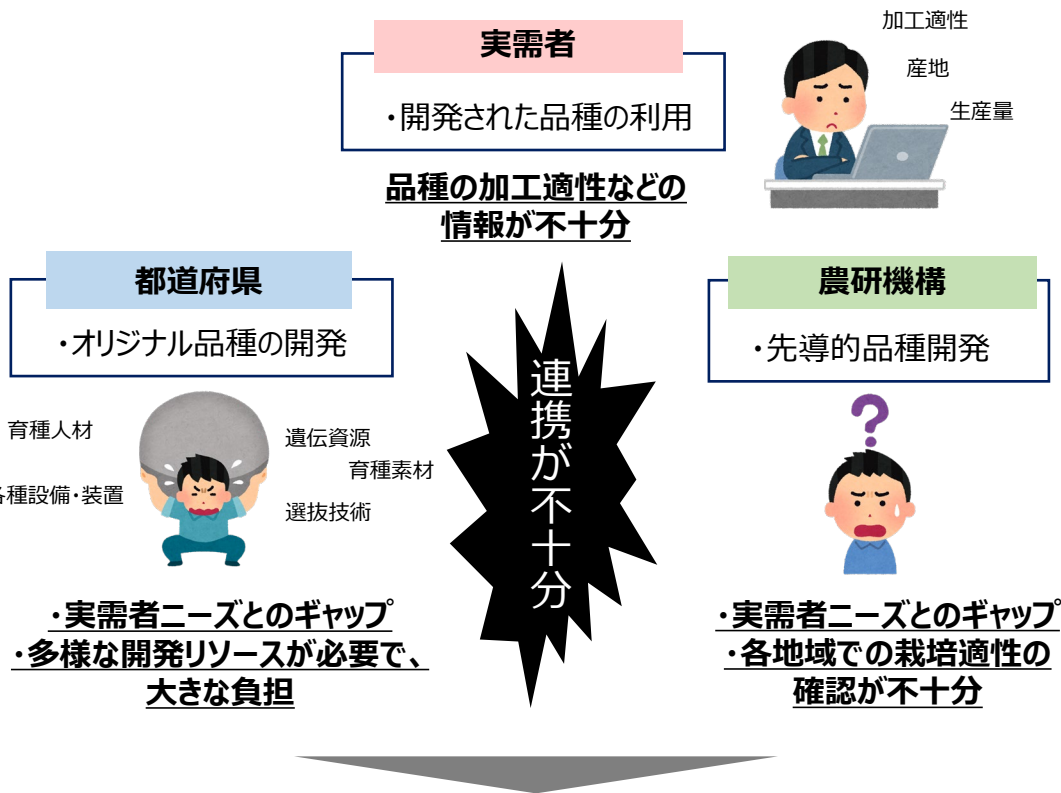 実需者
・開発された品種の利用
加工適性
産地
生産量
品種の加工適性などの
情報が不十分
都道府県
・オリジナル品種の開発
育種人材
各種設備・装置
遺伝資源
育種素材
選抜技術
・実需者ニーズとのギャップ
・多様な開発リソースが必要で、
大きな負担
連携が不十分
農研機構
・先導的品種開発
?
・実需者ニーズとのギャップ
・各地域での栽培適性の
確認が不十分